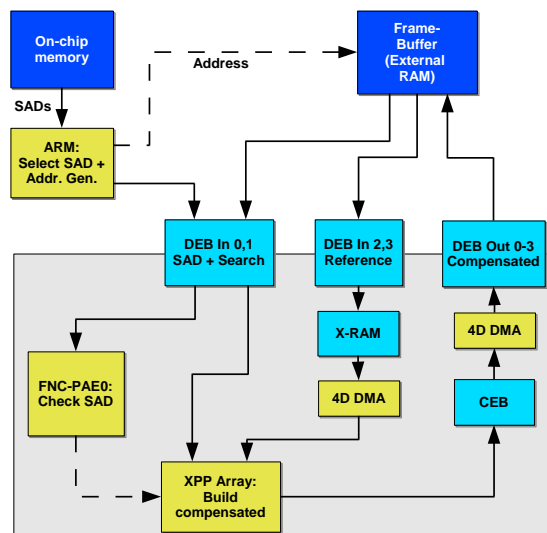 On-chip
memory
Frame-
Buffer
(External
RAM)
Address
SADs
ARM:
Select SAD +
Addr. Gen.
DEB In 0,1
SAD + Search
DEB In 2,3
Reference
DEB Out 0-3
Compensated
X-RAM
4D DMA
FNC-PAE0:
Check SAD
4D DMA
CEB
XPP Array:
Build
compensated